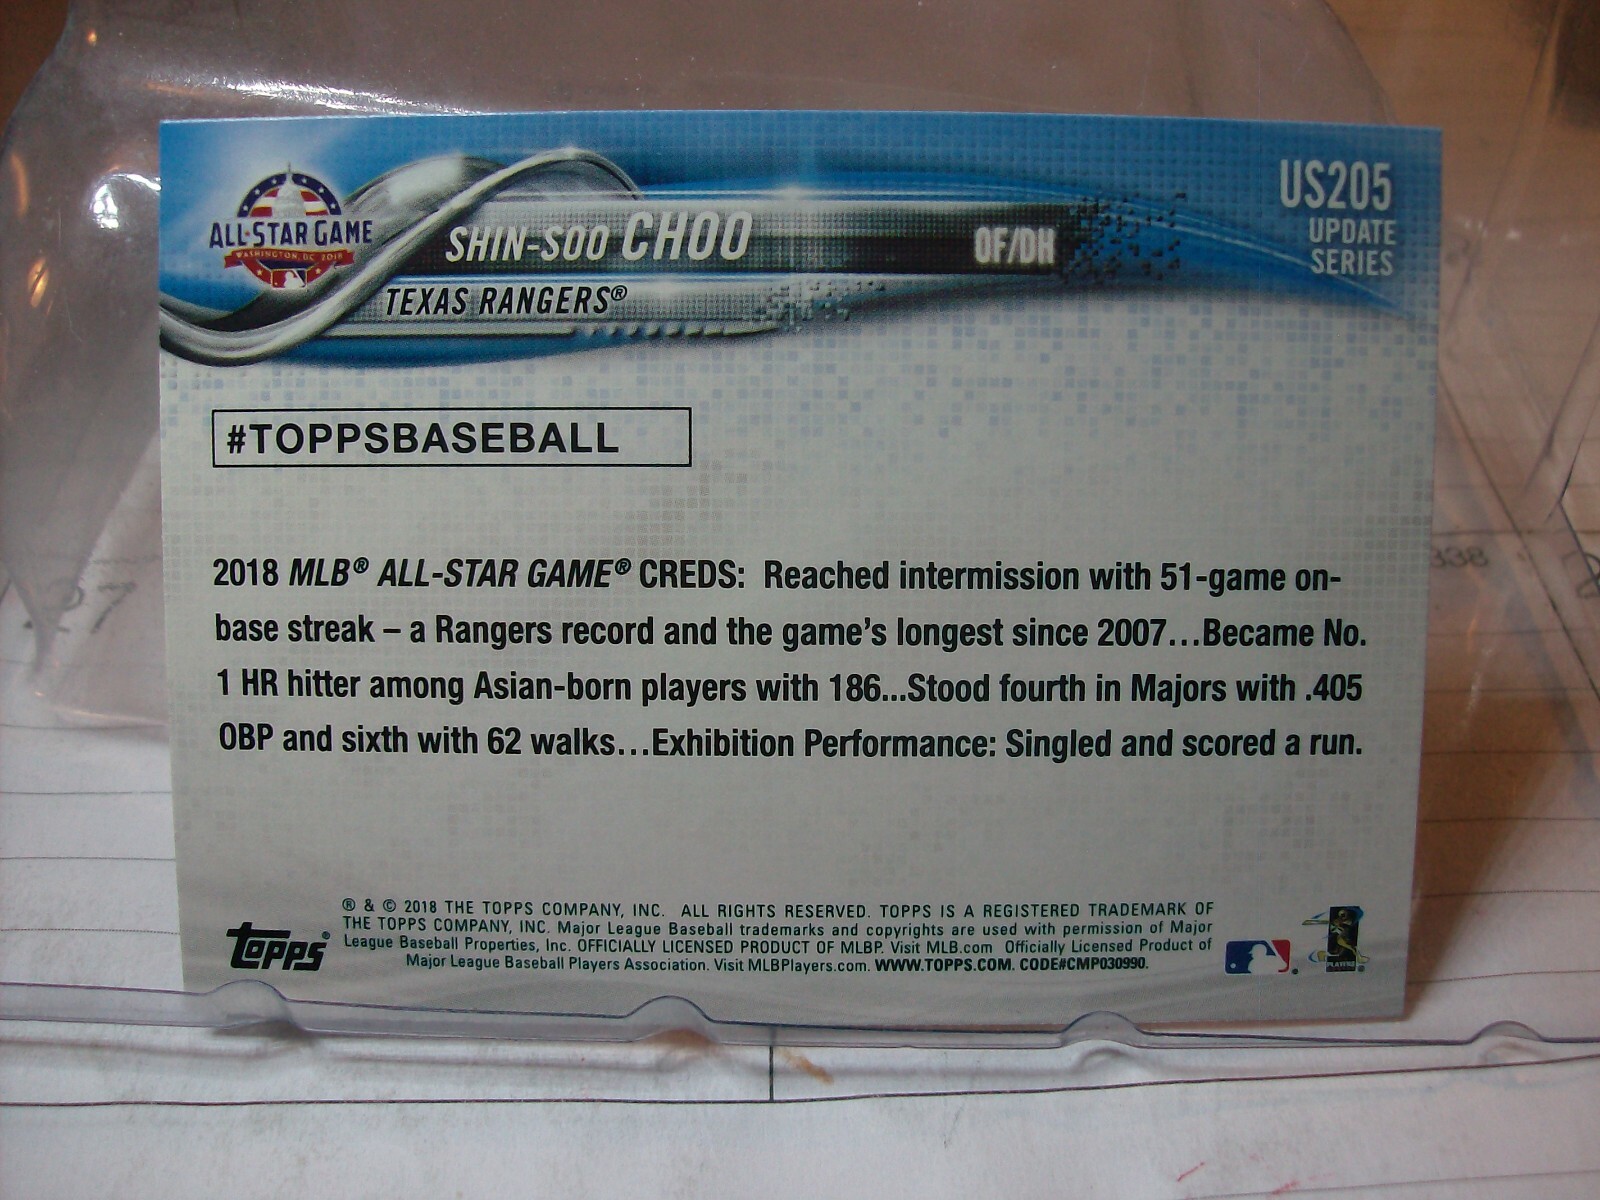 ALL★STAR GAME
WASHINGTON, DC 2018
SHIN-SOO CHOO
OF/DH
TEXAS RANGERS®
US205
UPDATE
SERIES
#TOPPSBASEBALL
2018 MLB® ALL-STAR GAME® CREDS: Reached intermission with 51-game on-
base streak – a Rangers record and the game's longest since 2007...Became No.
1 HR hitter among Asian-born players with 186...Stood fourth in Majors with .405
OBP and sixth with 62 walks...Exhibition Performance: Singled and scored a run.
topps®
® & © 2018 THE TOPPS COMPANY, INC. ALL RIGHTS RESERVED. TOPPS IS A REGISTERED TRADEMARK OF
THE TOPPS COMPANY, INC. Major League Baseball trademarks and copyrights are used with permission of Major
League Baseball Properties, Inc. OFFICIALLY LICENSED PRODUCT OF MLBP. Visit MLB.com Officially Licensed Product of
Major League Baseball Players Association. Visit MLBPlayers.com. WWW.TOPPS.COM. CODE#CMP030990.
PLAYERS
338